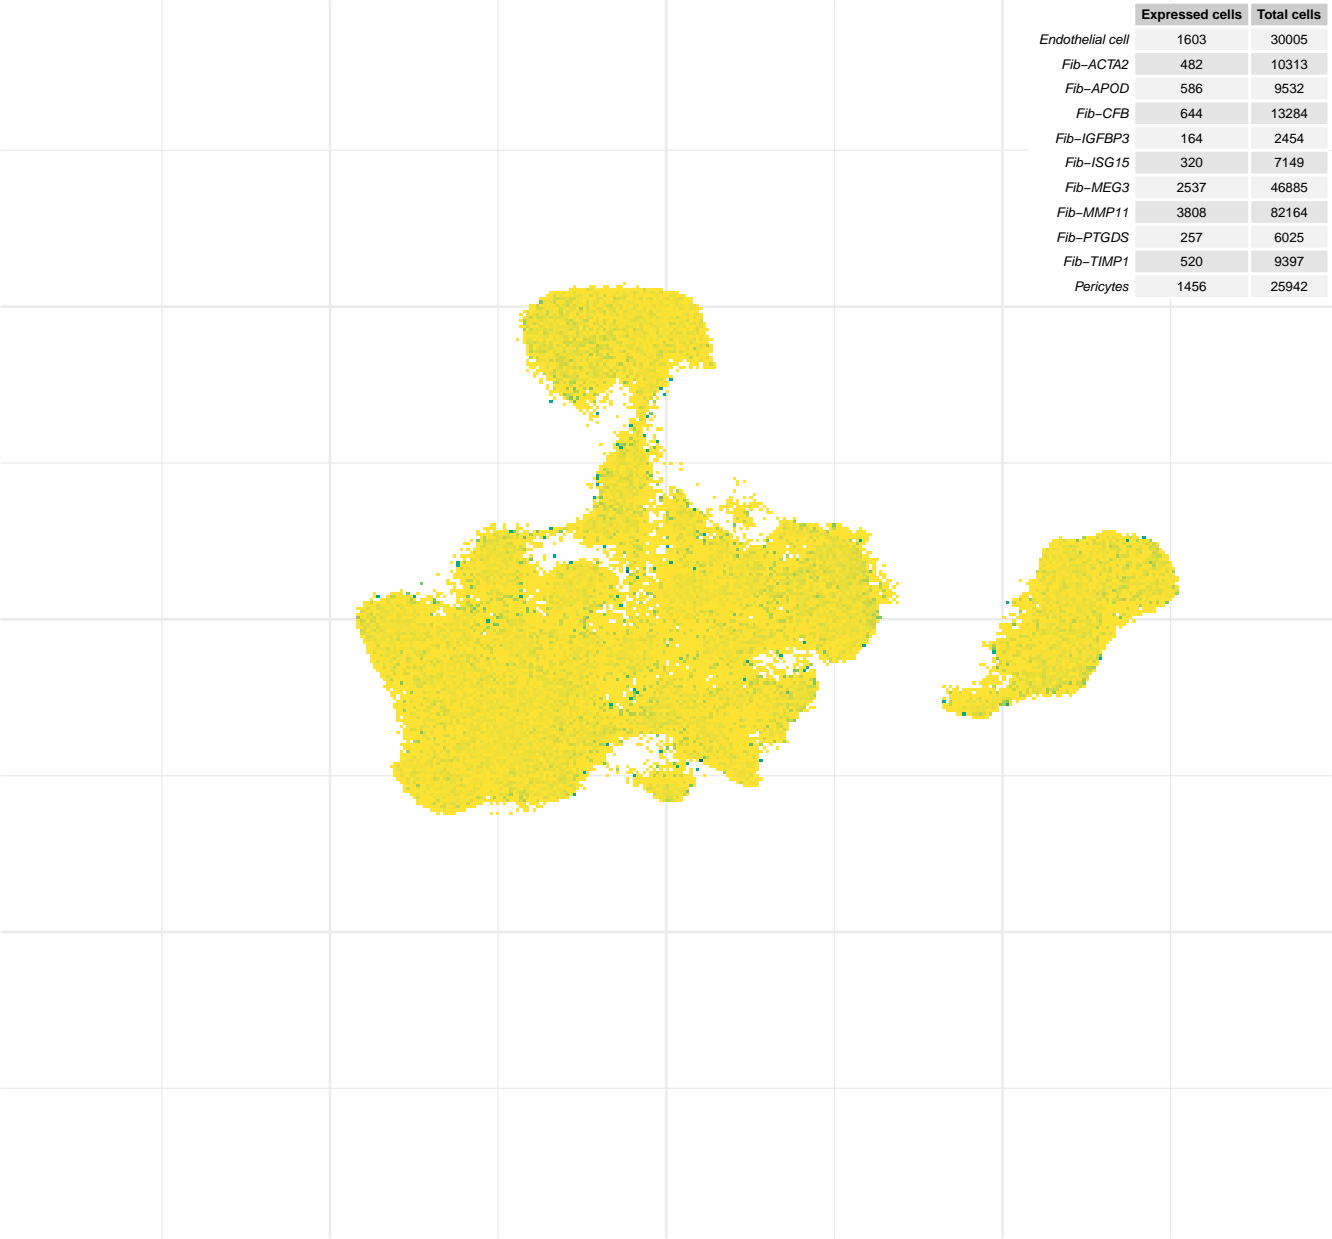 Expressed cells Total cells
Endothelial cell 1603 30005
Fib−ACTA2 482 10313
Fib−APOD 586 9532
Fib−CFB 644 13284
Fib−IGFBP3 164 2454
Fib−ISG15 320 7149
Fib−MEG3 2537 46885
Fib−MMP11 3808 82164
Fib−PTGDS 257 6025
Fib−TIMP1 520 9397
Pericytes 1456 25942